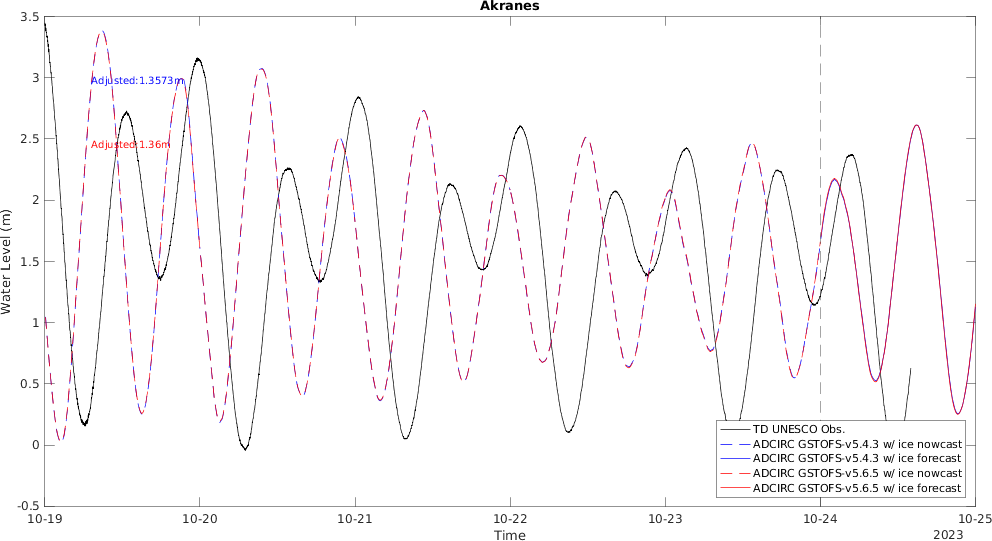 Akranes
3.5
3
2.5
2
1.5
1
0.5
0
-0.5
Water Level (m)
Adjusted:1.3573m
Adjusted:1.36m
TD UNESCO Obs.
ADCIRC GSTOFS-v5.4.3 w/ ice nowcast
ADCIRC GSTOFS-v5.4.3 w/ ice forecast
ADCIRC GSTOFS-v5.6.5 w/ ice nowcast
ADCIRC GSTOFS-v5.6.5 w/ ice forecast
10-19 10-20 10-21 10-22 10-23 10-24 10-25
Time
2023